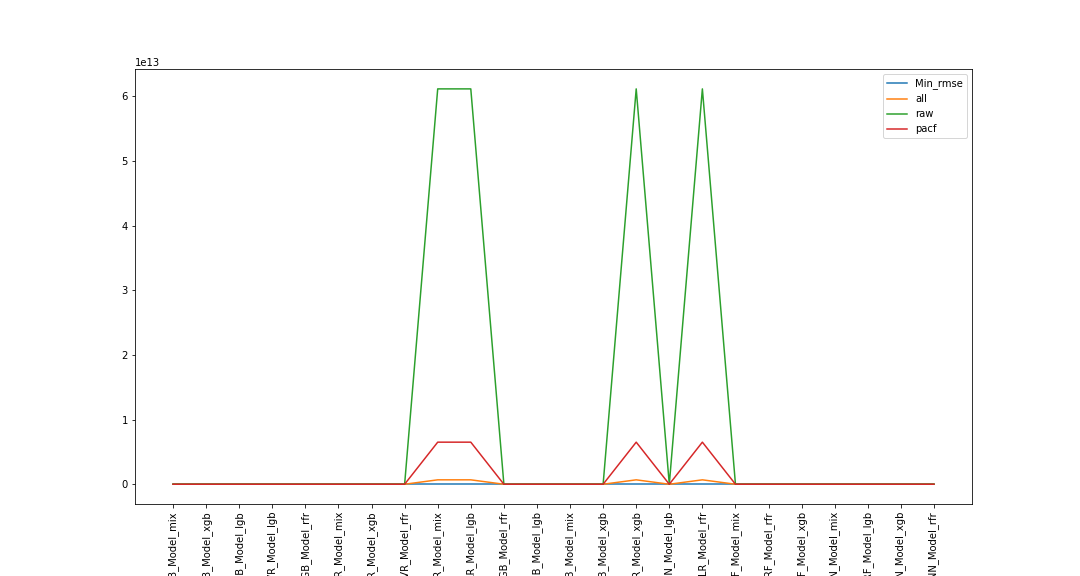 1e13
Min_rmse
all
raw
pacf
6
5
4
3
2
1
0
B_Model_mix
B_Model_xgb
B_Model_lgb
R_Model_lgb
GB_Model_rfr
R_Model_mix
R_Model_xgb
VR_Model_rfr
R_Model_mix
R_Model_lgb
GB_Model_rfr
B_Model_lgb
B_Model_mix
B_Model_xgb
R_Model_xgb
N_Model_lgb
LR_Model_rfr
F_Model_mix
RF_Model_rfr
F_Model_xgb
N_Model_mix
RF_Model_lgb
N_Model_xgb
NN_Model_rfr